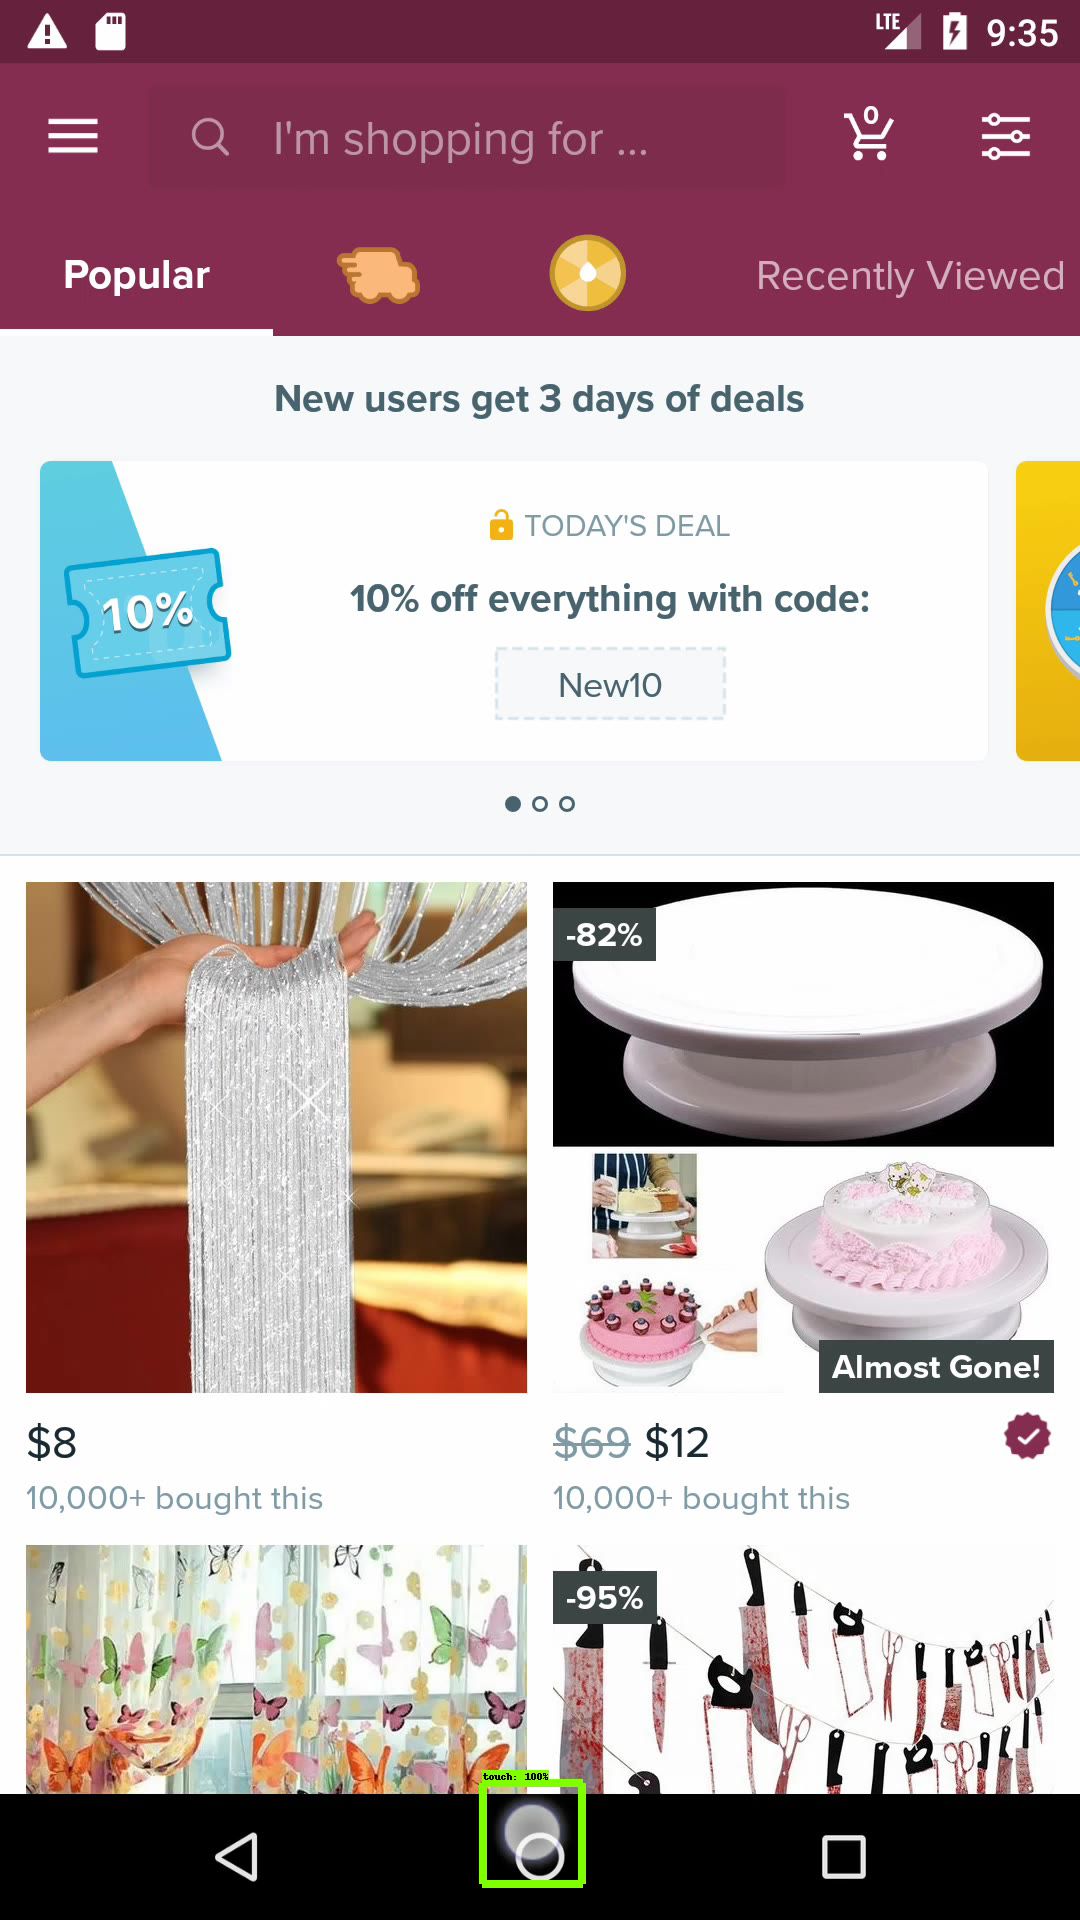 LTE 9:35
I'm shopping for ... 0
Popular Recently Viewed
New users get 3 days of deals
TODAY'S DEAL
10% off everything with code:
10%
New10
-82%
Almost Gone!
$8
10,000+ bought this
$69 $12
10,000+ bought this
-95%
touch: 100%